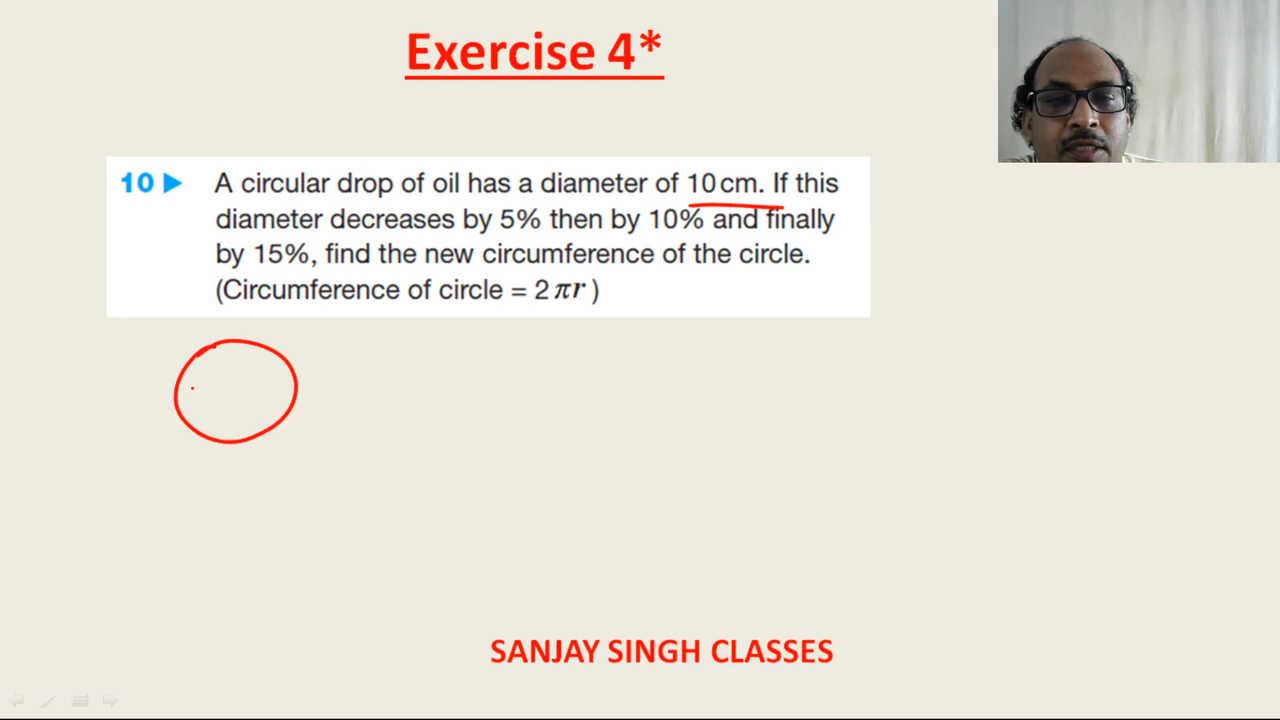 Exercise 4*
10 ▶ A circular drop of oil has a diameter of 10 cm. If this
diameter decreases by 5% then by 10% and finally
by 15%, find the new circumference of the circle.
(Circumference of circle = 2πr)
SANJAY SINGH CLASSES